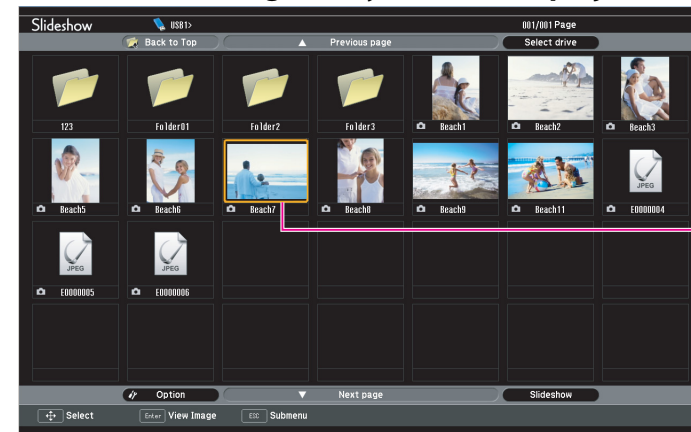 Slideshow USB1> 001/001 Page
Back to Top Previous page Select drive
123 Folder01 Folder2 Folder3 Beach1 Beach2 Beach3
JPEG
Beach5 Beach6 Beach7 Beach8 Beach9 Beach11 E0000004
JPEG JPEG
E0000005 E0000006
Option Next page Slideshow
Select Enter View Image ESC Submenu